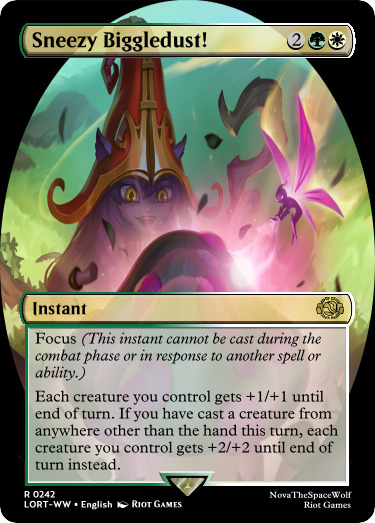 Sneezy Biggledust! 2
Instant
Focus (This instant cannot be cast during the
combat phase or in response to another spell or
ability.)
Each creature you control gets +1/+1 until
end of turn. If you have cast a creature from
anywhere other than the hand this turn, each
creature you control gets +2/+2 until end of
turn instead.
R 0242
LORT-WW • English RIOT GAMES
NovaTheSpaceWolf
Riot Games